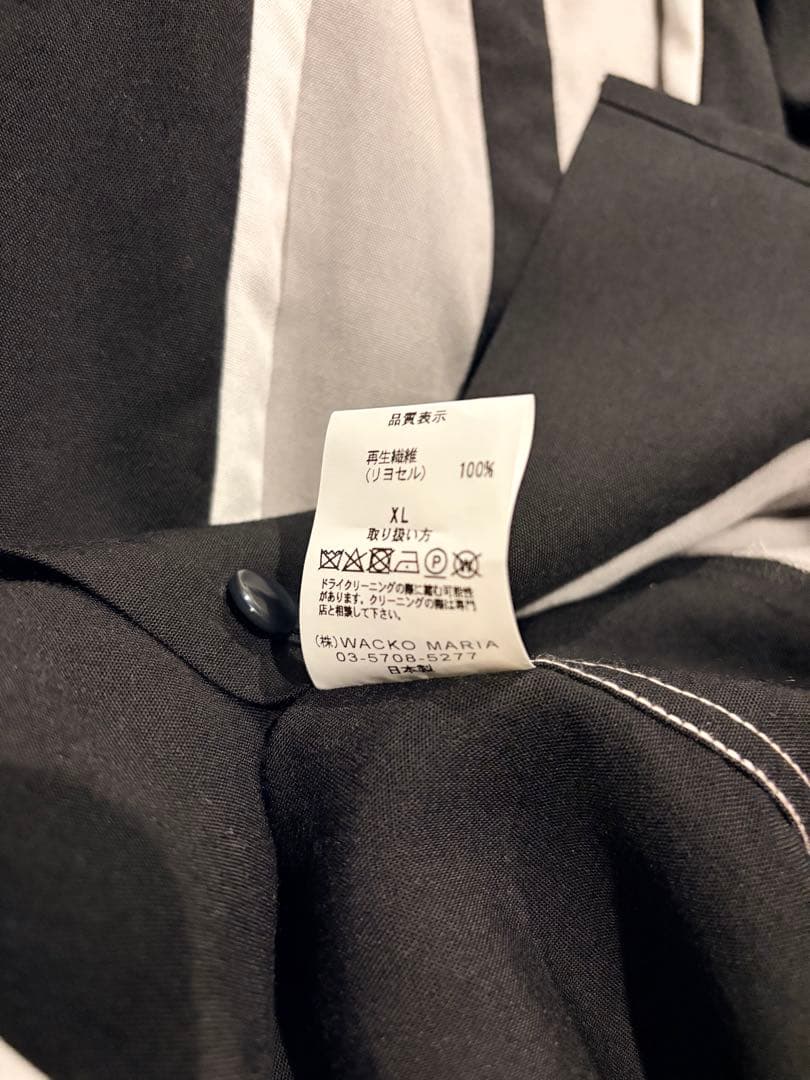 品質表示
再生繊維
(リヨセル) 100%
XL
取り扱い方
P W
ドライクリーニングの際に縮む可能性
があります。クリーニングの際は専門
店と相談して下さい。
(株)WACKO MARIA
03-5708-5277
日本製